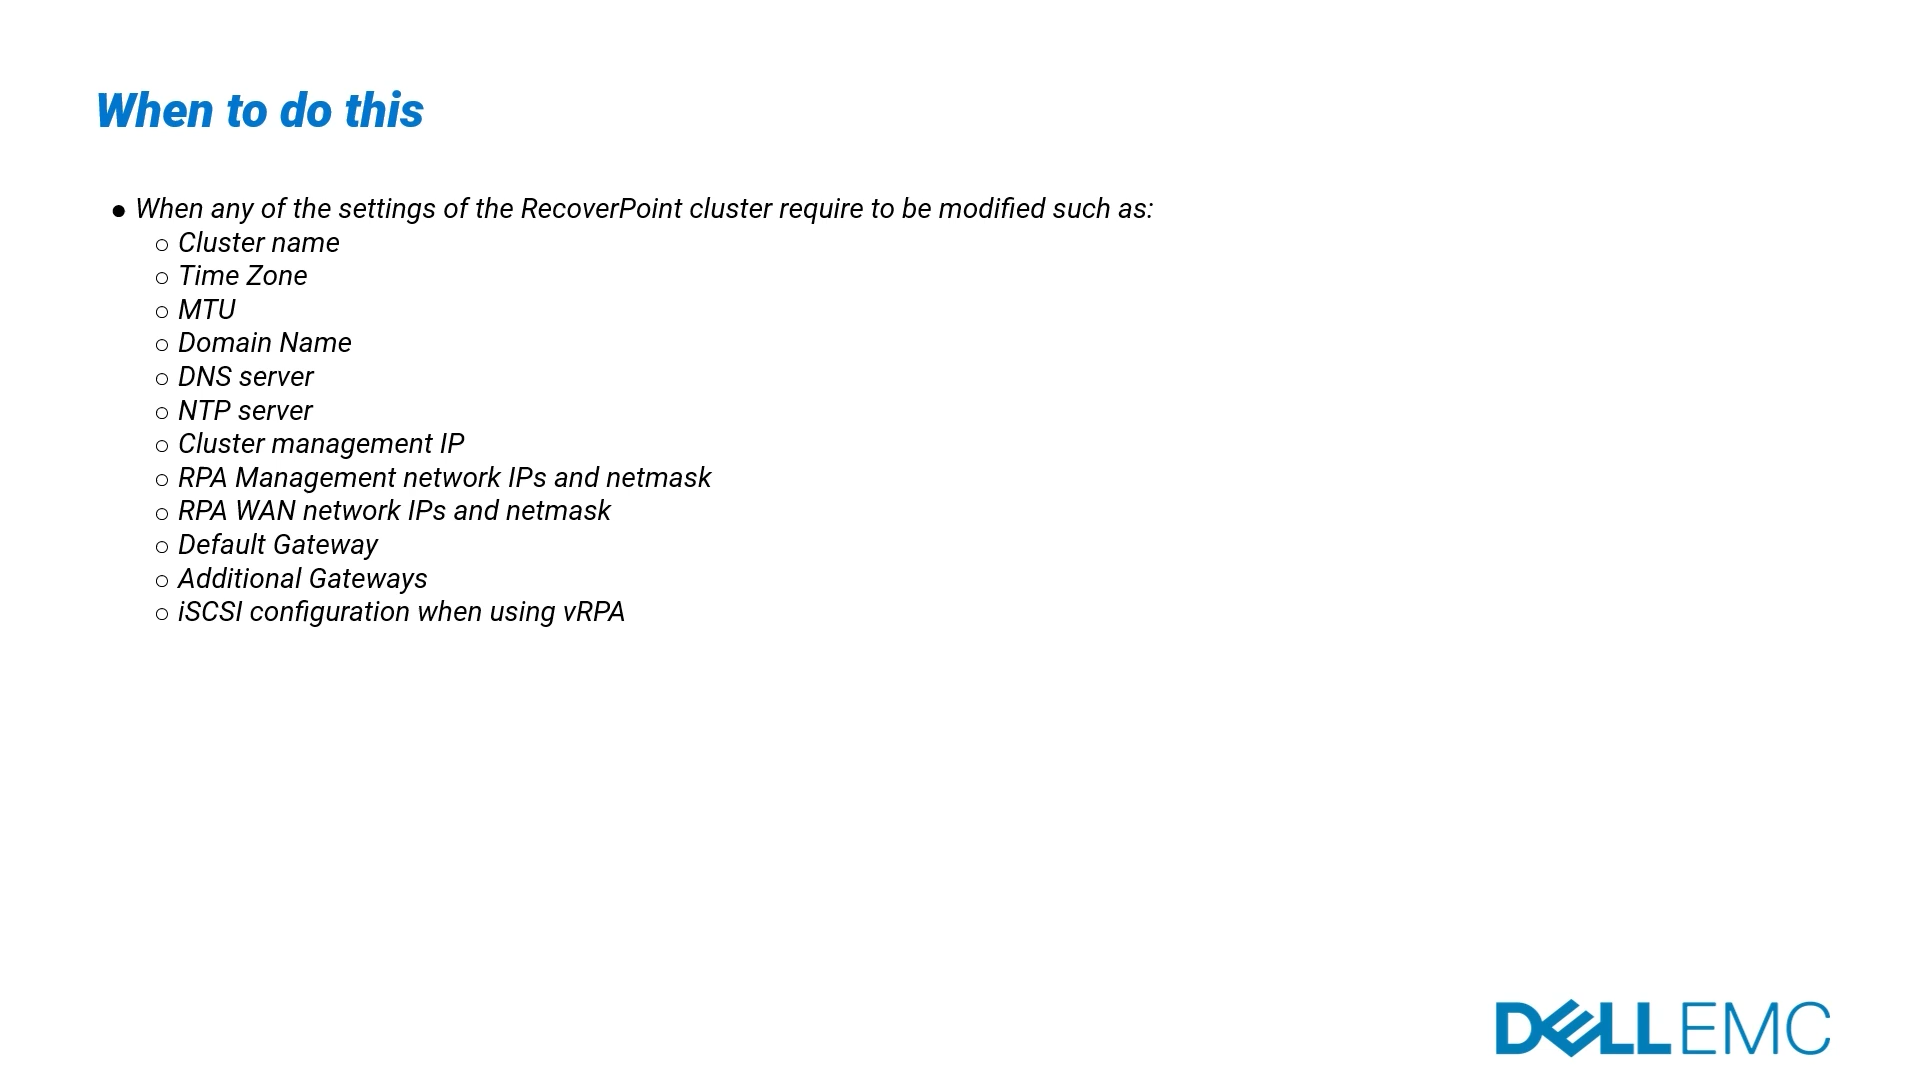 When to do this
● When any of the settings of the RecoverPoint cluster require to be modified such as:
○ Cluster name
○ Time Zone
○ MTU
○ Domain Name
○ DNS server
○ NTP server
○ Cluster management IP
○ RPA Management network IPs and netmask
○ RPA WAN network IPs and netmask
○ Default Gateway
○ Additional Gateways
○ iSCSI configuration when using vRPA
DELLEMC